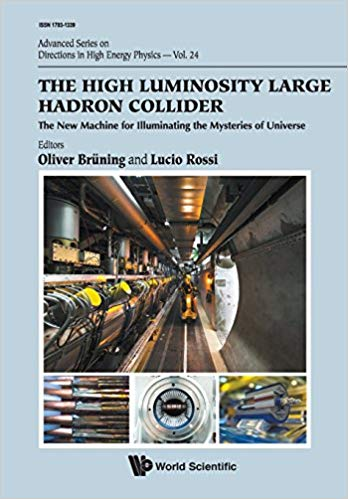 ISSN 1793-1339
Advanced Series on
Directions in High Energy Physics — Vol. 24
THE HIGH LUMINOSITY LARGE
HADRON COLLIDER
The New Machine for Illuminating the Mysteries of Universe
Editors
Oliver Brüning and Lucio Rossi
World Scientific